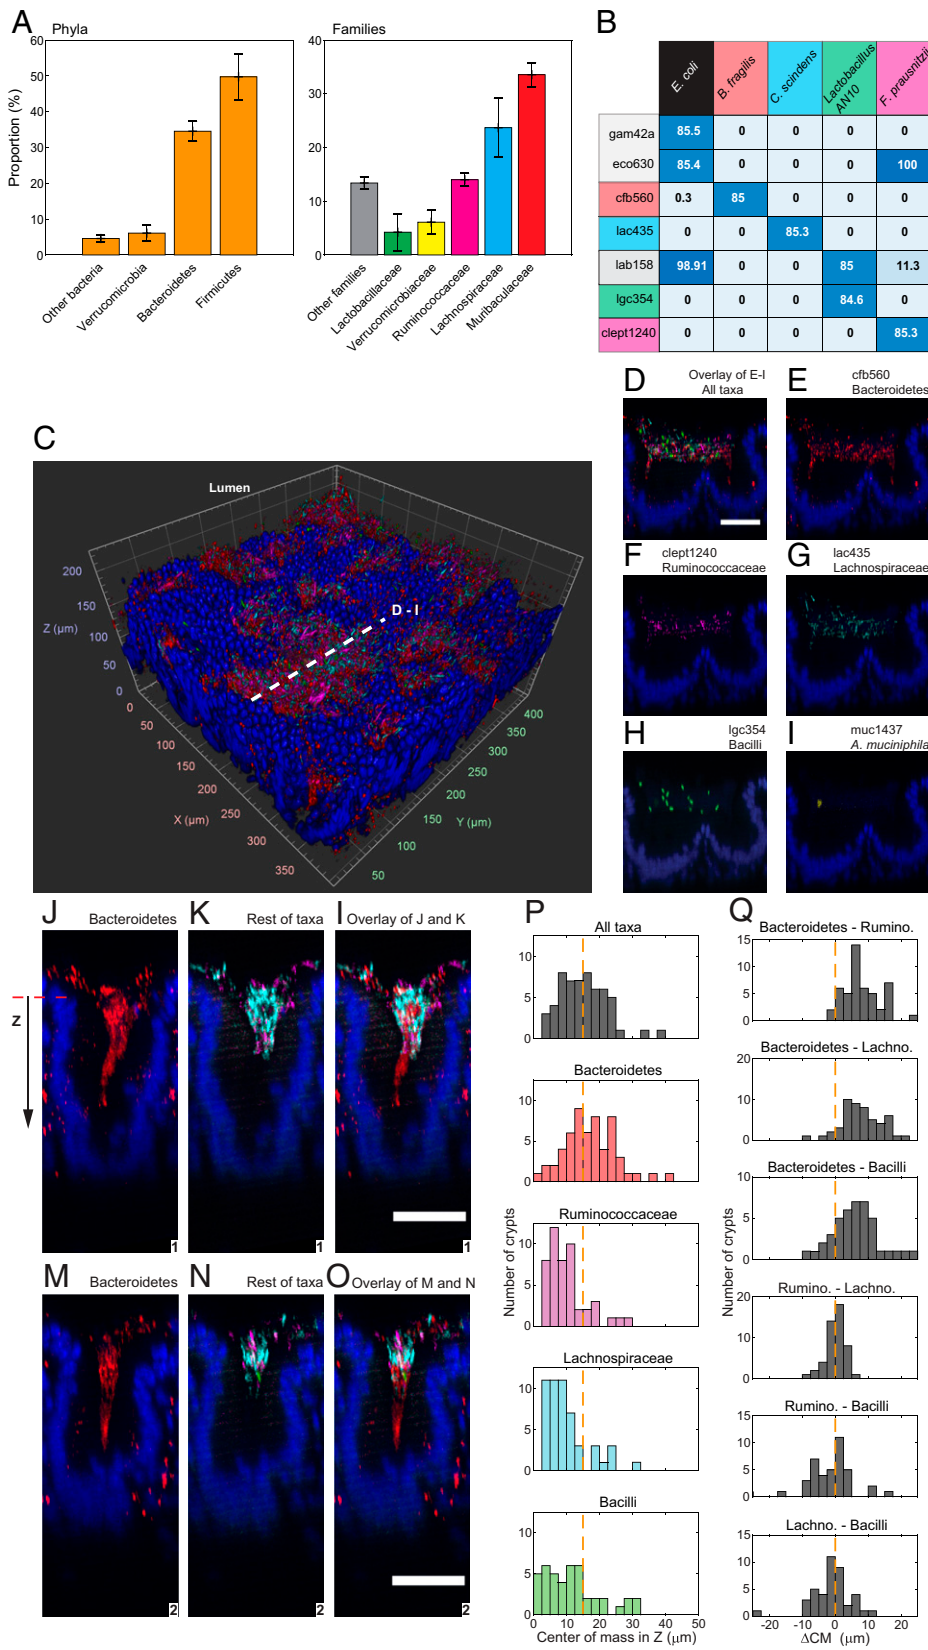 A
Phyla
Families
Proportion (%)
60
50
40
30
20
10
0
40
30
20
10
0
Other bacteria
Verrucomicrobia
Bacteroidetes
Firmicutes
Other families
Lactobacillaceae
Verrucomicrobiaceae
Ruminococcaceae
Lachnospiraceae
Muribaculaceae
B
E. coli
B. fragilis
C. scindens
Lactobacillus AN10
F. prausnitzii
gam42a 85.5 0 0 0 0
eco630 85.4 0 0 0 100
cfb560 0.3 85 0 0 0
lac435 0 0 85.3 0 0
lab158 98.91 0 0 85 11.3
lgc354 0 0 0 84.6 0
clept1240 0 0 0 0 85.3
C
Lumen
D - I
Z (µm)
200
150
100
50
0
X (µm)
0
50
100
150
200
250
300
350
Y (µm)
50
100
150
200
250
300
350
400
D
Overlay of E-I
All taxa
E
cfb560
Bacteroidetes
F
clept1240
Ruminococcaceae
G
lac435
Lachnospiraceae
H
lgc354
Bacilli
I
muc1437
A. muciniphila
J
Bacteroidetes
K
Rest of taxa
I
Overlay of J and K
z
1
1
1
M
Bacteroidetes
N
Rest of taxa
O
Overlay of M and N
2
2
2
P
All taxa
10
5
0
Bacteroidetes
10
5
0
Ruminococcaceae
10
5
0
Lachnospiraceae
10
5
0
Bacilli
10
5
0
0 10 20 30 40 50
Number of crypts
Center of mass in Z (µm)
Q
Bacteroidetes - Rumino.
15
10
5
0
Bacteroidetes - Lachno.
20
10
0
Bacteroidetes - Bacilli
10
5
0
Rumino. - Lachno.
20
10
0
Rumino. - Bacilli
15
10
5
0
Lachno. - Bacilli
15
10
5
0
-20 0 20
Number of crypts
ΔCM (µm)